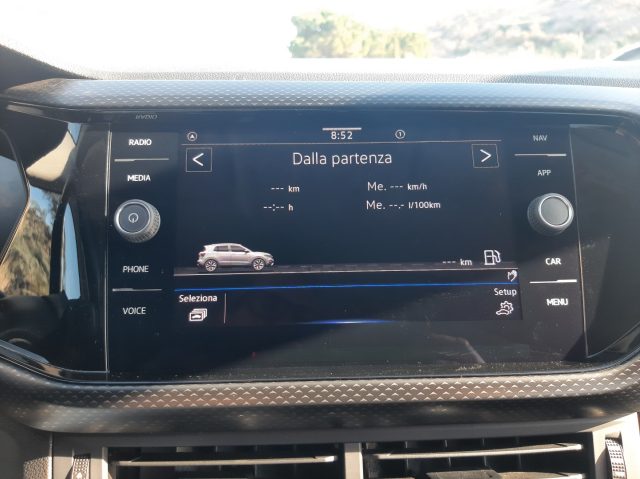 RADIO
MEDIA
PHONE
VOICE
A
8:52
1
Dalla partenza
--- km
Me. --- km/h
--:-- h
Me. --.- l/100km
--- km
Seleziona
Setup
NAV
APP
CAR
MENU